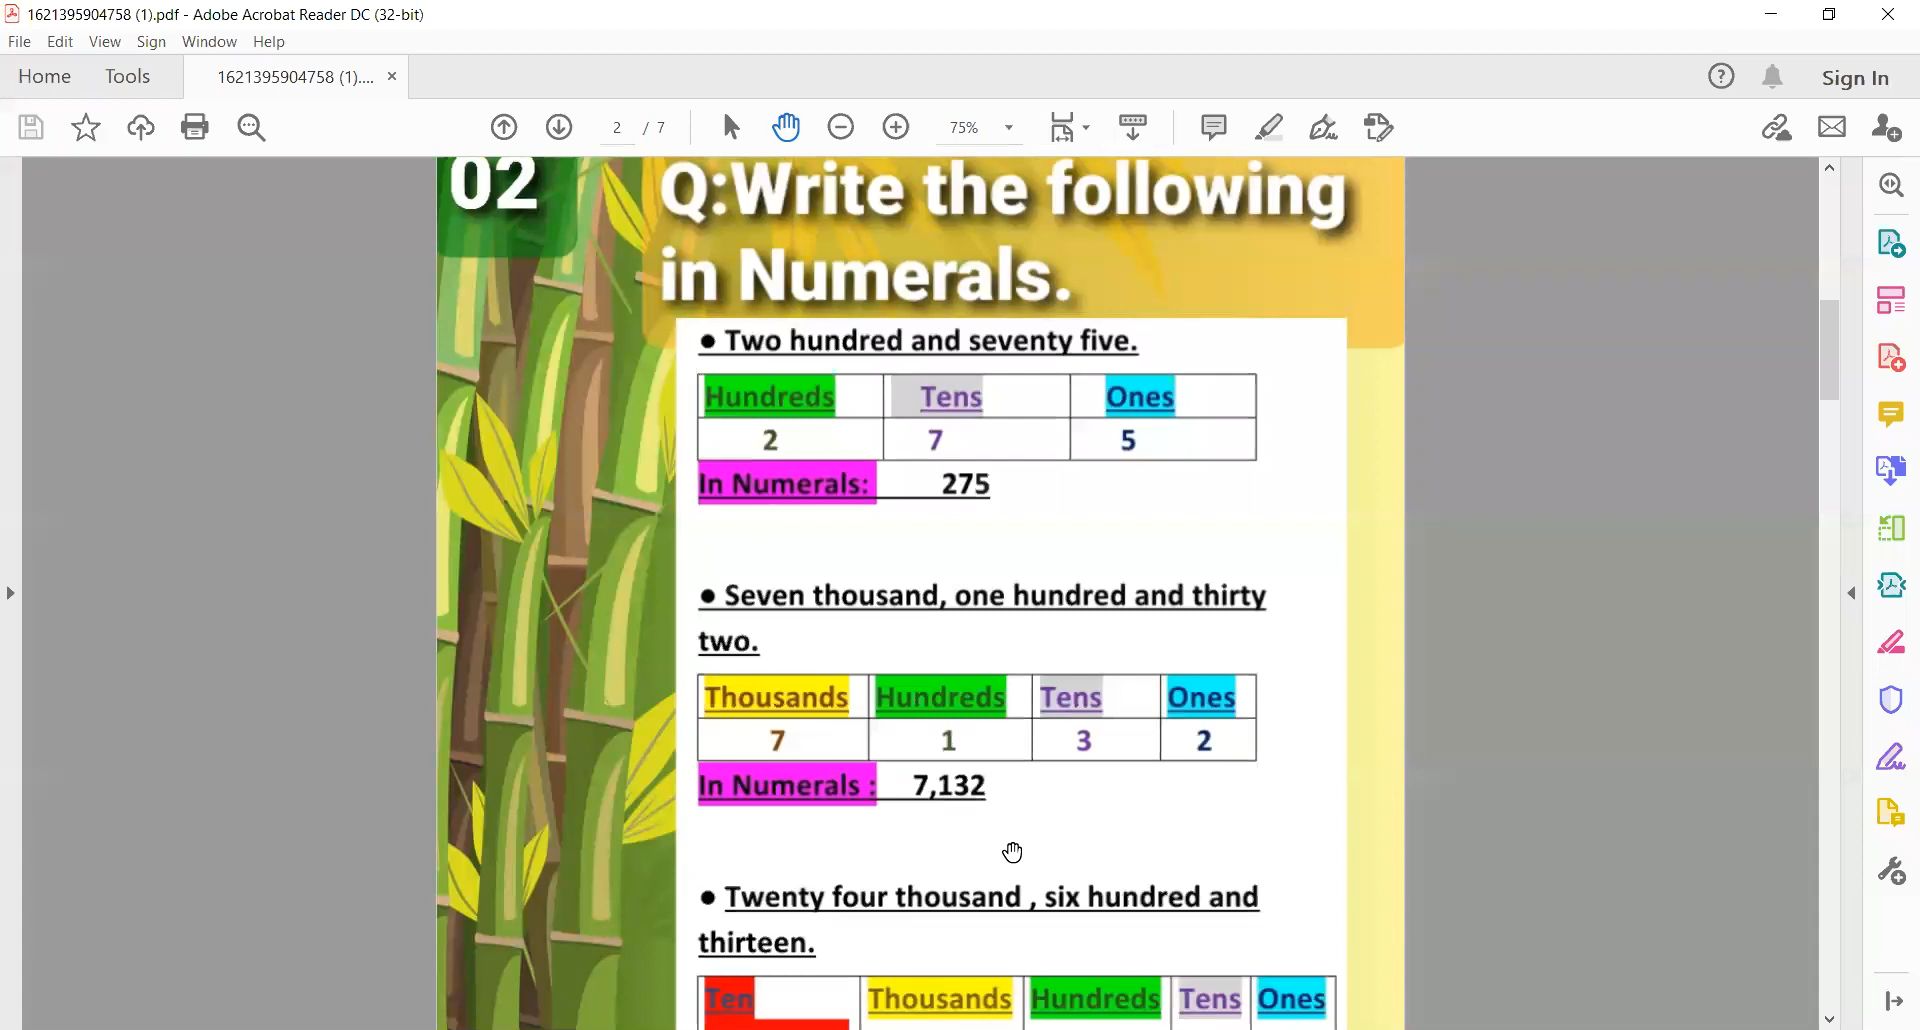 1621395904758 (1).pdf - Adobe Acrobat Reader DC (32-bit)
File Edit View Sign Window Help
Home Tools 1621395904758 (1).... × Sign In
2 / 7 75%
02 Q:Write the following
in Numerals.
• Two hundred and seventy five.
Hundreds Tens Ones
2 7 5
In Numerals: 275
• Seven thousand, one hundred and thirty
two.
Thousands Hundreds Tens Ones
7 1 3 2
In Numerals : 7,132
• Twenty four thousand , six hundred and
thirteen.
Ten Thousands Hundreds Tens Ones